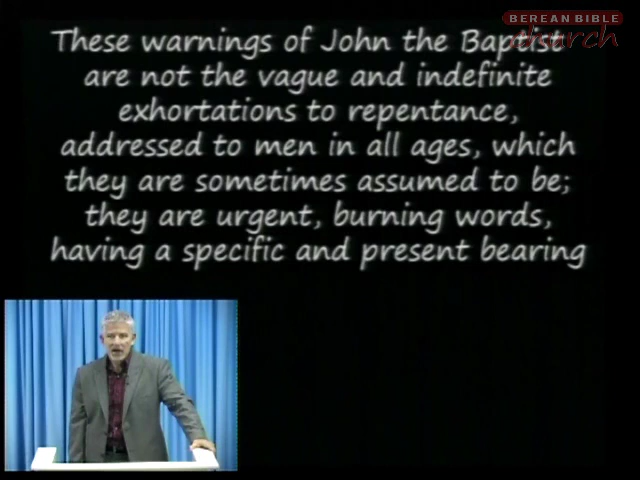 BEREAN BIBLE
church
These warnings of John the Baptist
are not the vague and indefinite
exhortations to repentance,
addressed to men in all ages, which
they are sometimes assumed to be;
they are urgent, burning words,
having a specific and present bearing